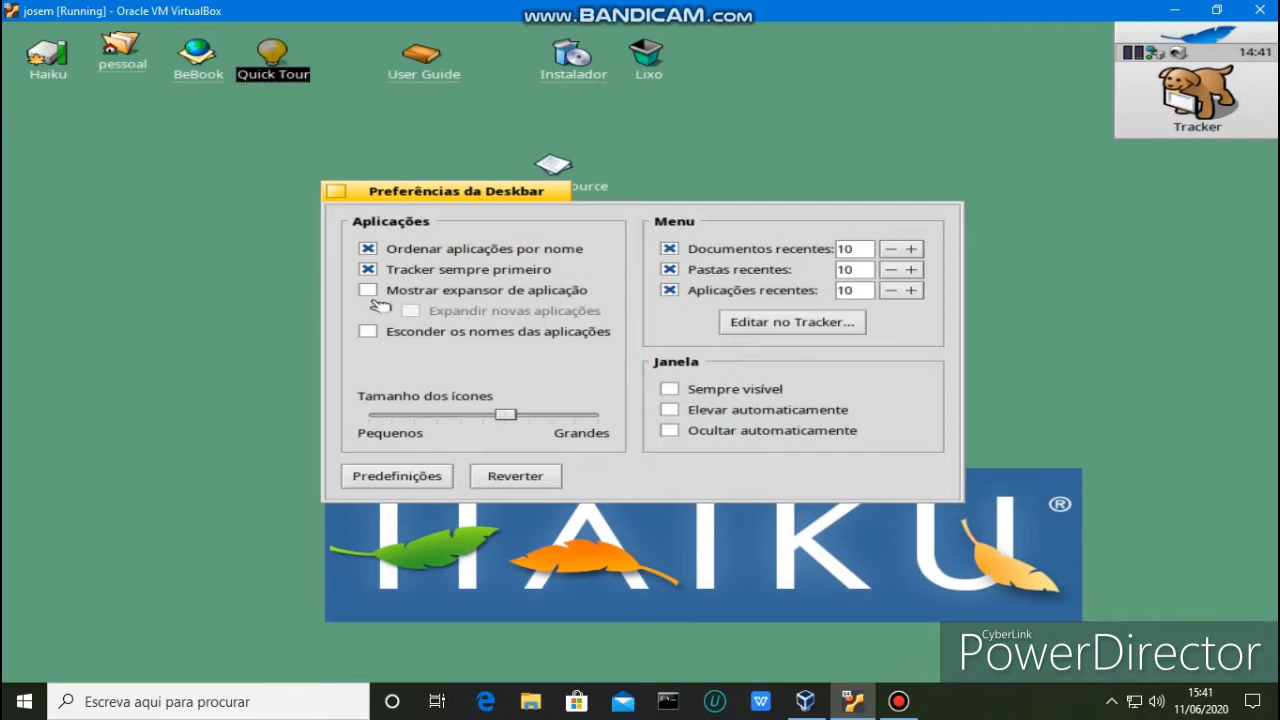 josem [Running] - Oracle VM VirtualBox
www.BANDICAM.com
Haiku
pessoal
BeBook
Quick Tour
User Guide
Instalador
Lixo
14:41
Tracker
ource
Preferências da Deskbar
Aplicações
Ordenar aplicações por nome
Tracker sempre primeiro
Mostrar expansor de aplicação
Expandir novas aplicações
Esconder os nomes das aplicações
Tamanho dos ícones
Pequenos
Grandes
Menu
Documentos recentes: 10
Pastas recentes: 10
Aplicações recentes: 10
Editar no Tracker...
Janela
Sempre visível
Elevar automaticamente
Ocultar automaticamente
Predefinições
Reverter
HAIKU®
CyberLink
PowerDirector
Escreva aqui para procurar
15:41
11/06/2020